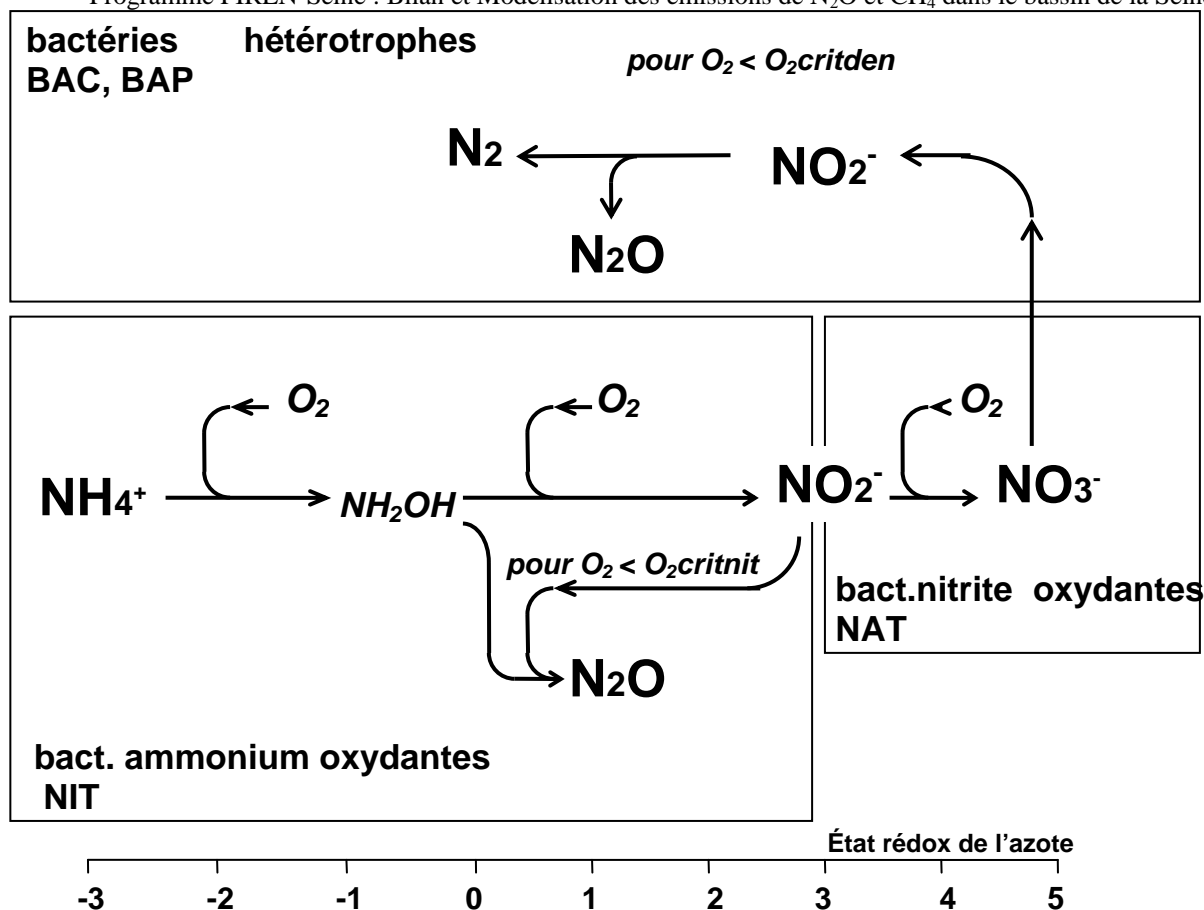 Programme PIREN-Seine : Bilan et Modélisation des émissions de N₂O et CH₄ dans le bassin de la Seine
bactéries hétérotrophes
BAC, BAP
pour O₂ < O₂critden
N₂
NO₂⁻
N₂O
O₂
O₂
O₂
NH₄⁺
NH₂OH
NO₂⁻
NO₃⁻
pour O₂ < O₂critnit
N₂O
bact.nitrite oxydantes
NAT
bact. ammonium oxydantes
NIT
État rédox de l’azote
-3 -2 -1 0 1 2 3 4 5